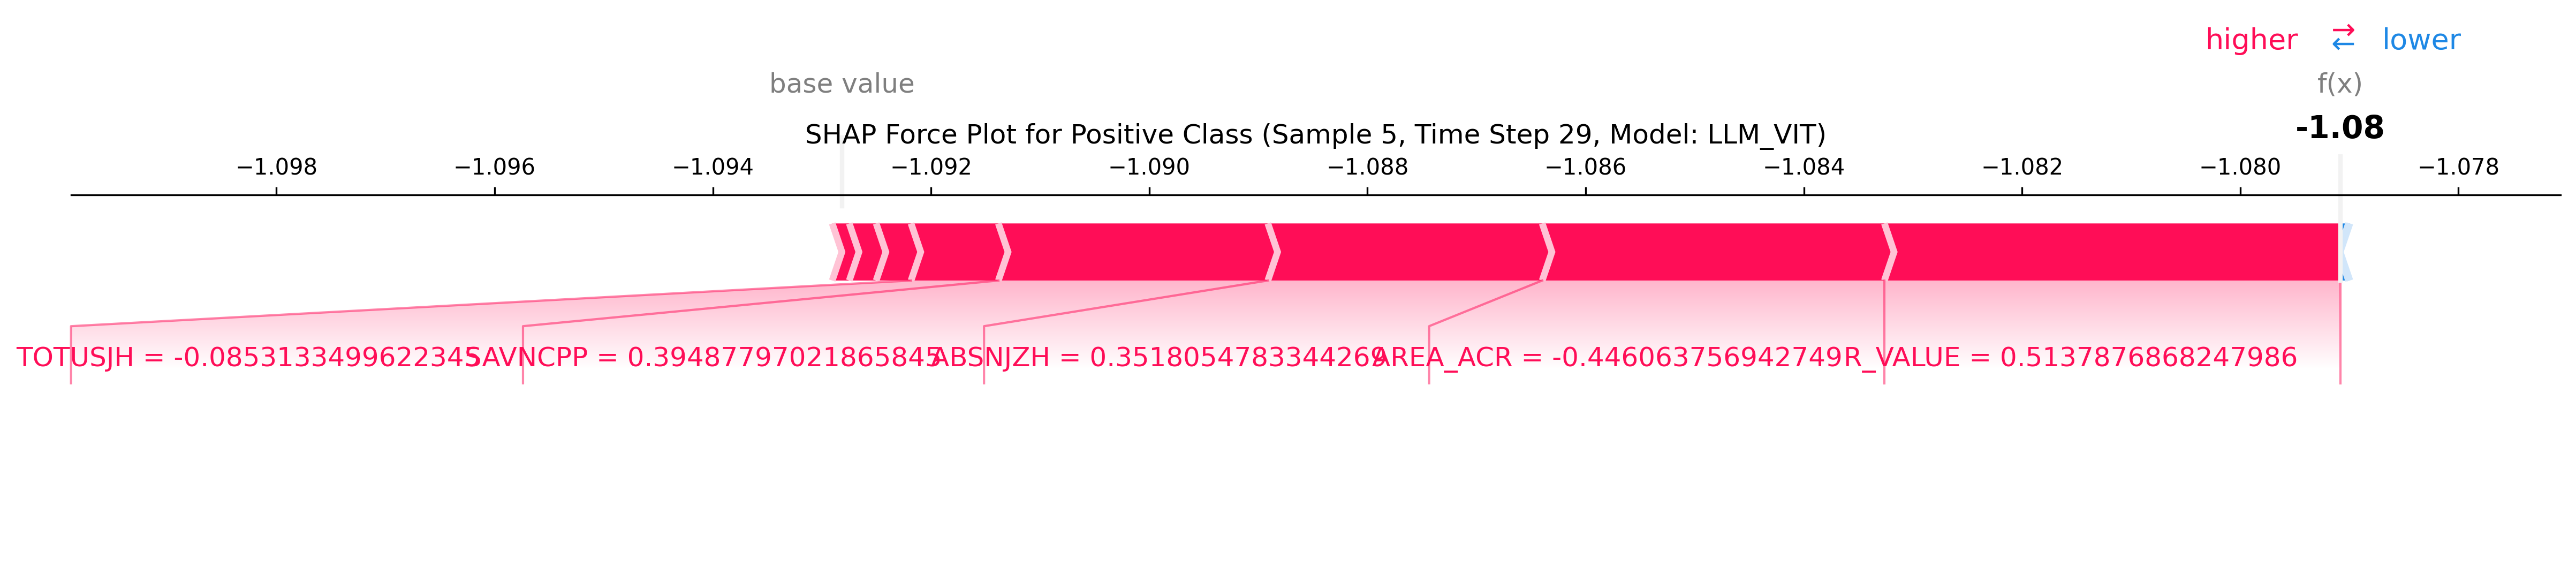 higher ⇄ lower
base value f(x)
SHAP Force Plot for Positive Class (Sample 5, Time Step 29, Model: LLM_VIT) -1.08
−1.098 −1.096 −1.094 −1.092 −1.090 −1.088 −1.086 −1.084 −1.082 −1.080 −1.078
TOTUSJH = -0.0853133499622345 SAVNCPP = 0.39487797021865845 ABSNJZH = 0.3518054783344269 AREA_ACR = -0.446063756942749 R_VALUE = 0.5137876868247986